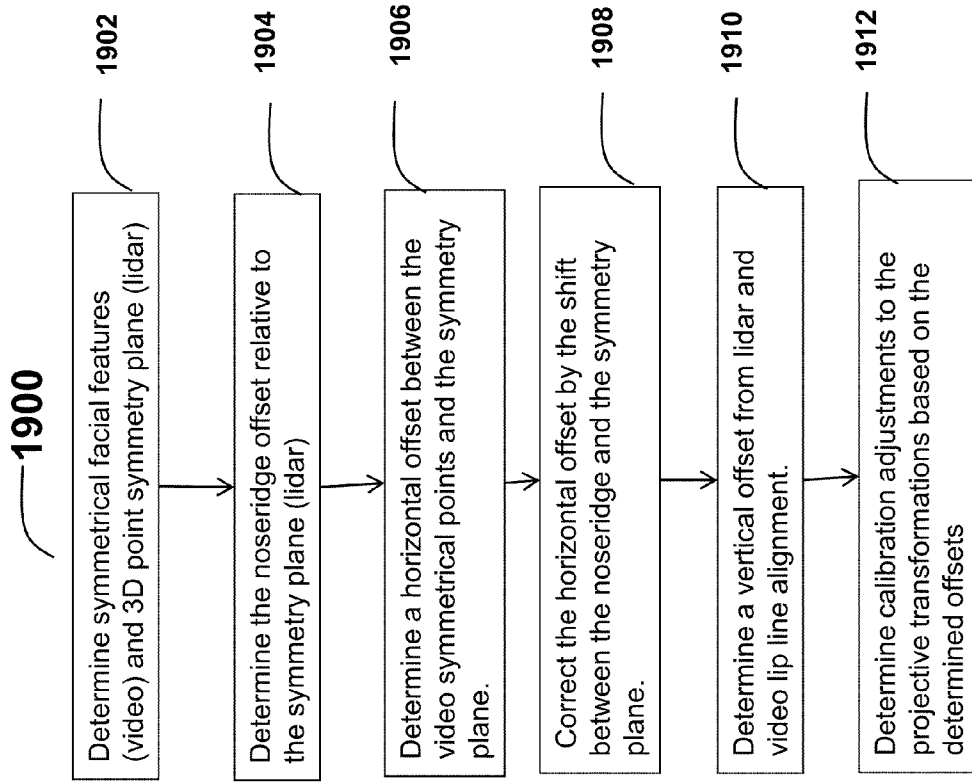 1900
Determine symmetrical facial features
(video) and 3D point symmetry plane (lidar)
1902
Determine the noseridge offset relative to
the symmetry plane (lidar)
1904
Determine a horizontal offset between the
video symmetrical points and the symmetry
plane.
1906
Correct the horizontal offset by the shift
between the noseridge and the symmetry
plane.
1908
Determine a vertical offset from lidar and
video lip line alignment.
1910
Determine calibration adjustments to the
projective transformations based on the
determined offsets
1912